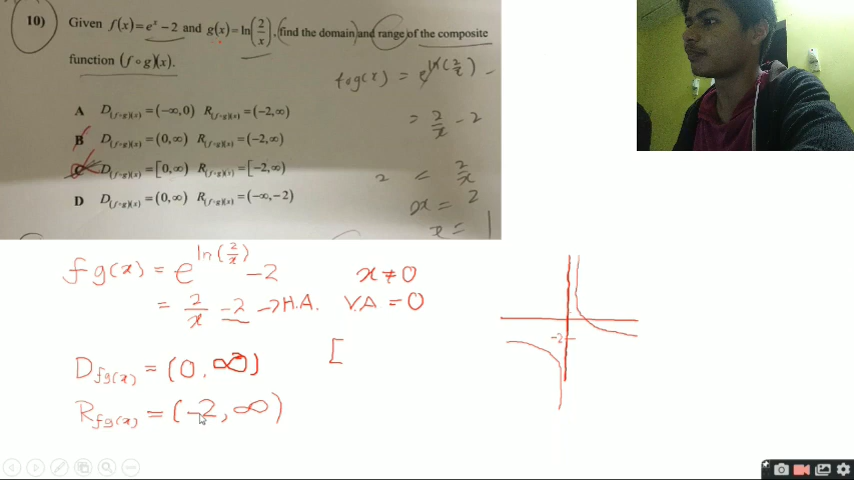 10) Given f(x)=eˣ−2 and g(x)=ln(2/x), find the domain and range of the composite
function (f∘g)(x).
A D(f∘g)(x) = (−∞,0) R(f∘g)(x) = (−2,∞)
B D(f∘g)(x) = (0,∞) R(f∘g)(x) = (−2,∞)
C D(f∘g)(x) = [0,∞) R(f∘g)(x) = [−2,∞)
D D(f∘g)(x) = (0,∞) R(f∘g)(x) = (−∞,−2)
fog(x) = e^ln(2/x) −
= 2/x − 2
2 < 2/x
2x = 2
x = 1
fg(x) = e^ln(2/x) −2
x ≠ 0
= 2/x −2 → H.A. V.A = 0
D fg(x) = (0, ∞)
[
R fg(x) = (−2, ∞)
−2